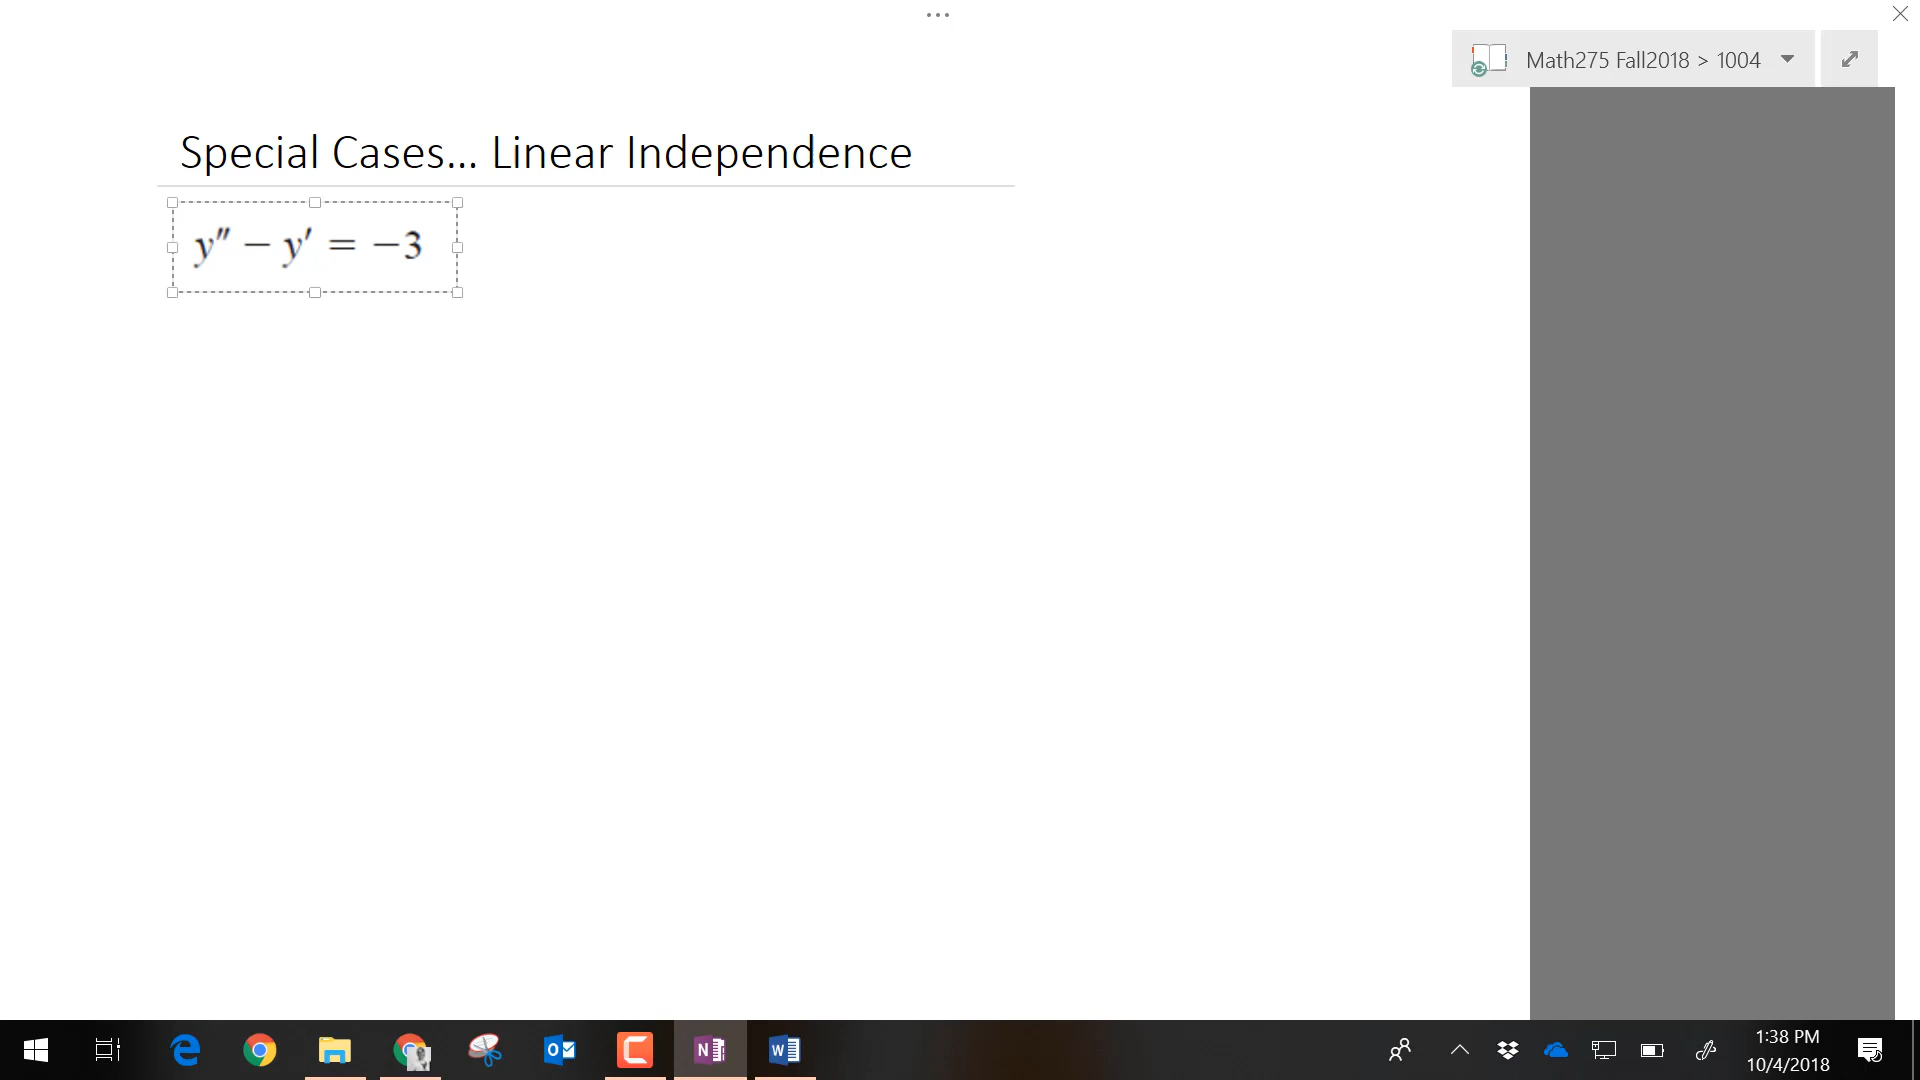 Math275 Fall2018 > 1004
Special Cases... Linear Independence
y″ − y′ = −3
1:38 PM
10/4/2018